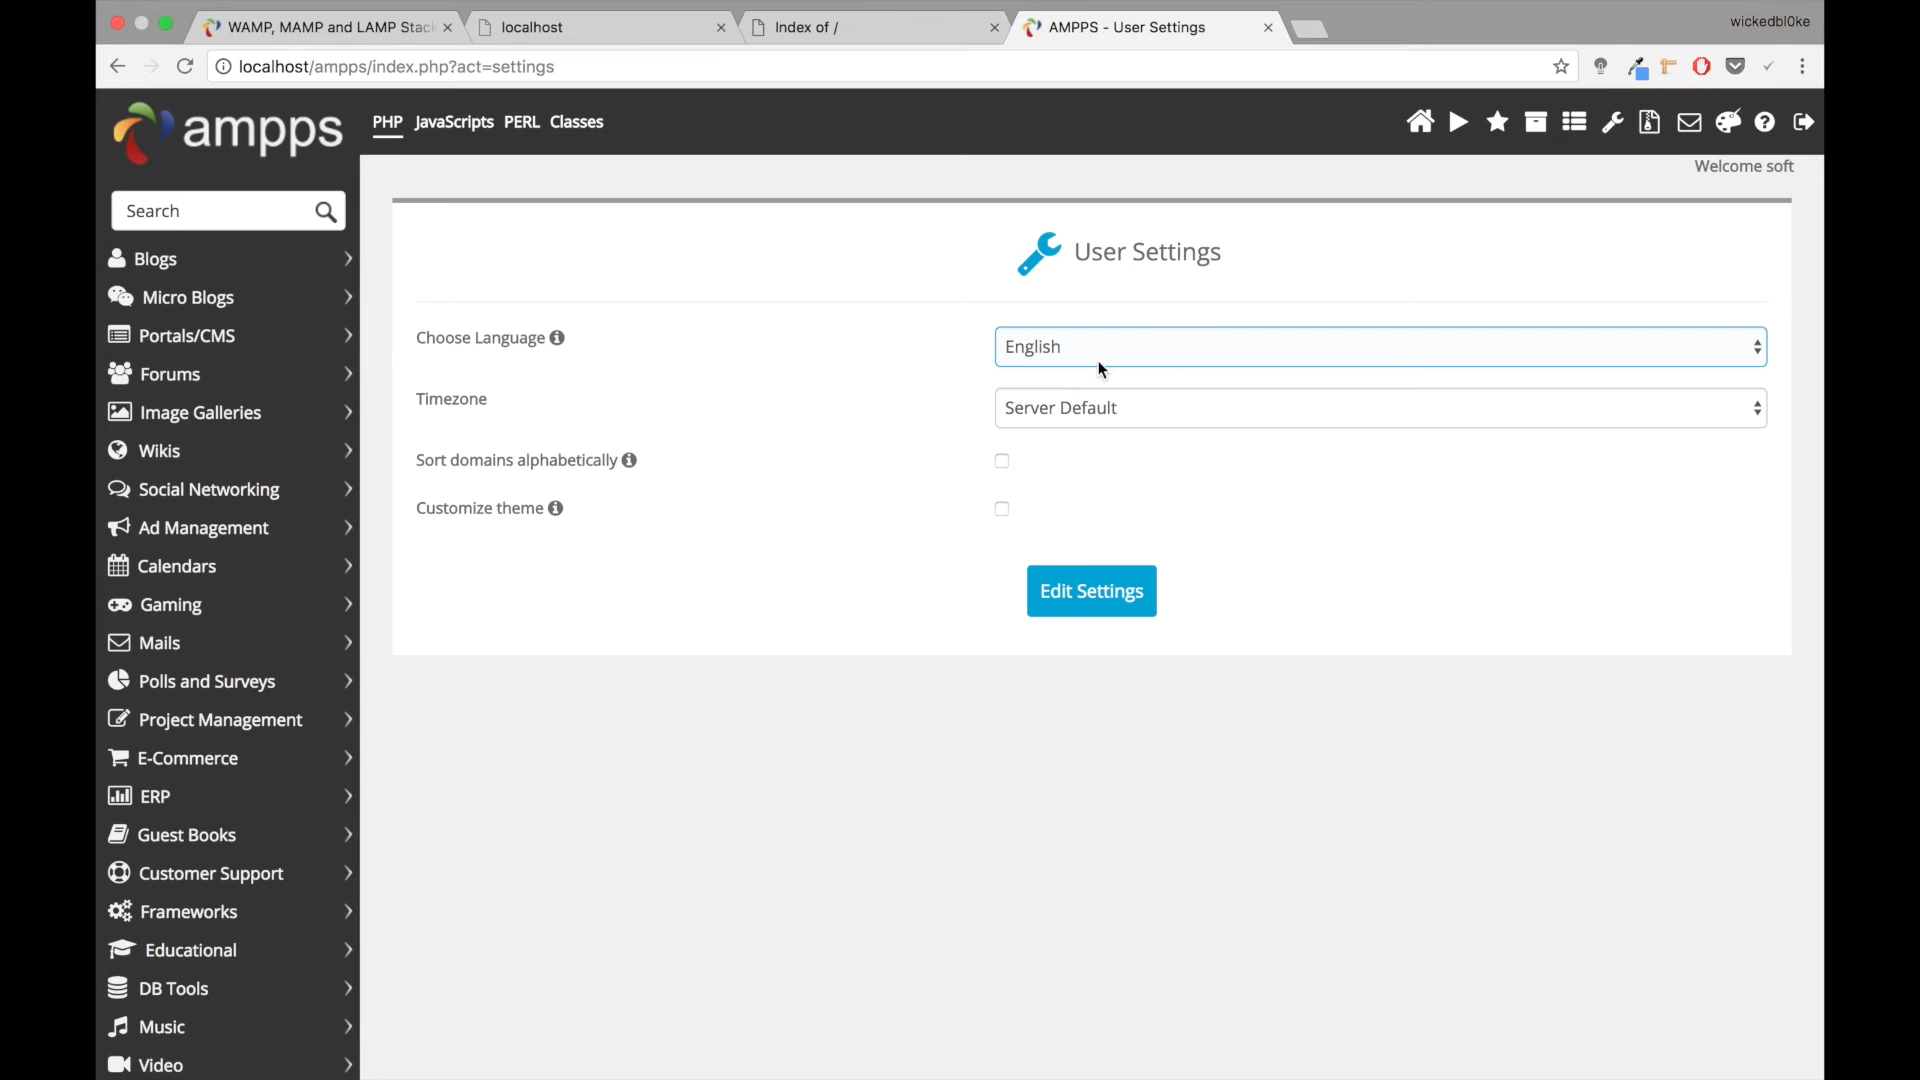 WAMP, MAMP and LAMP Stac
localhost
Index of /
AMPPS - User Settings
wickedbl0ke
localhost/ampps/index.php?act=settings
ampps
PHP JavaScripts PERL Classes
Welcome soft
Search
Blogs
Micro Blogs
Portals/CMS
Forums
Image Galleries
Wikis
Social Networking
Ad Management
Calendars
Gaming
Mails
Polls and Surveys
Project Management
E-Commerce
ERP
Guest Books
Customer Support
Frameworks
Educational
DB Tools
Music
Video
User Settings
Choose Language
English
Timezone
Server Default
Sort domains alphabetically
Customize theme
Edit Settings